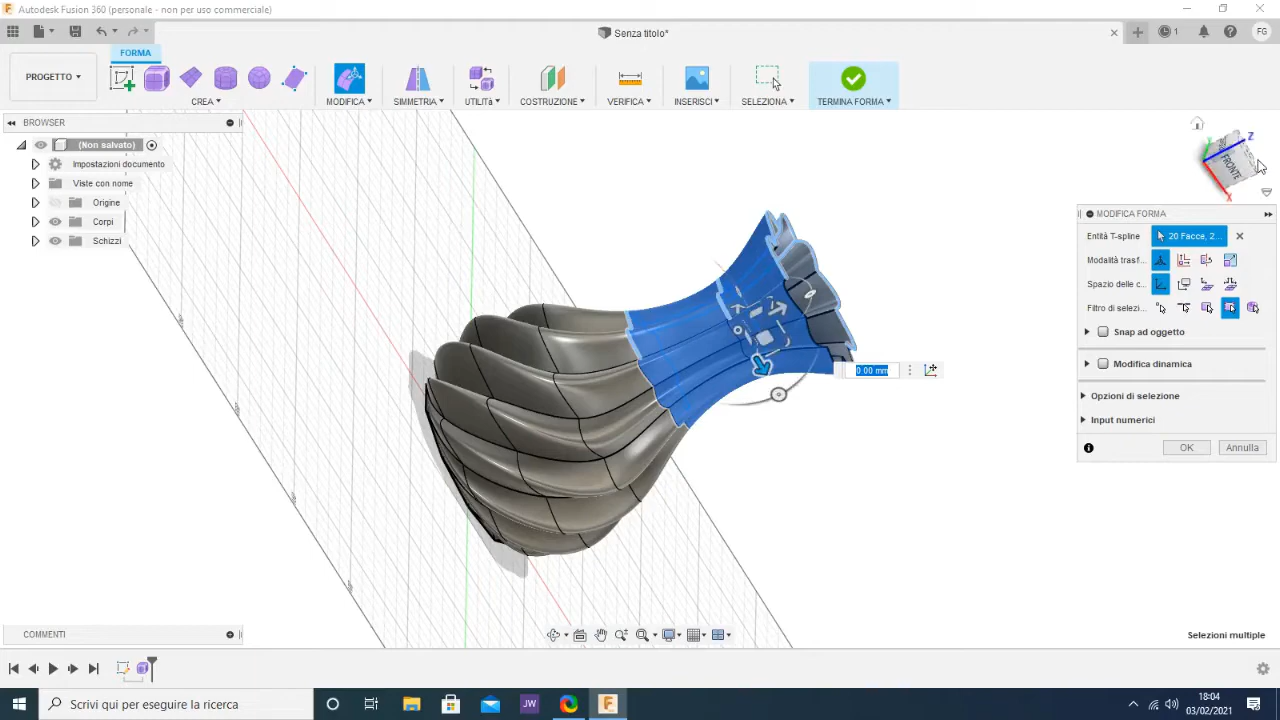 Autodesk Fusion 360 (personale - non per uso commerciale)
Senza titolo*
1
FG
FORMA
PROGETTO
CREA
MODIFICA
SIMMETRIA
UTILITÀ
COSTRUZIONE
VERIFICA
INSERISCI
SELEZIONA
TERMINA FORMA
BROWSER
(Non salvato)
Impostazioni documento
Viste con nome
Origine
Corpi
Schizzi
Z
FRONTE
X
MODIFICA FORMA
Entità T-spline
20 Facce, 2...
Modalità trasf...
Spazio delle c...
Filtro di selezi...
Snap ad oggetto
Modifica dinamica
Opzioni di selezione
Input numerici
OK
Annulla
0.00 mm
COMMENTI
Selezioni multiple
Scrivi qui per eseguire la ricerca
JW
18:04
03/02/2021